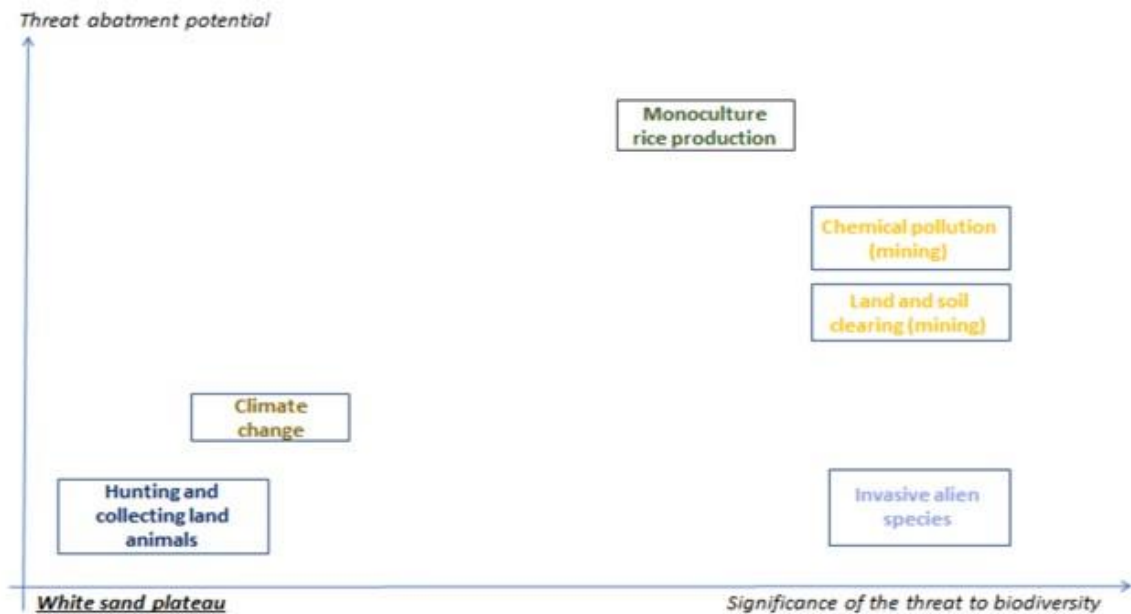 Threat abatment potential
Monoculture
rice production
Chemical pollution
(mining)
Land and soil
clearing (mining)
Climate
change
Hunting and
collecting land
animals
Invasive alien
species
White sand plateau
Significance of the threat to biodiversity